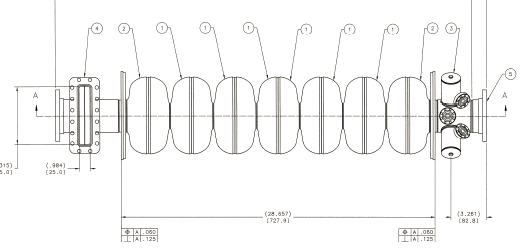 4 2 1 1 1 1 1 1 2 3
5
A A
.315)
5.0]
(.984)
[25.0]
(28.657)
[727.9]
(3.261)
[82.8]
⌖ A .060
⊥ A .125
⌖ A .060
⊥ A .125